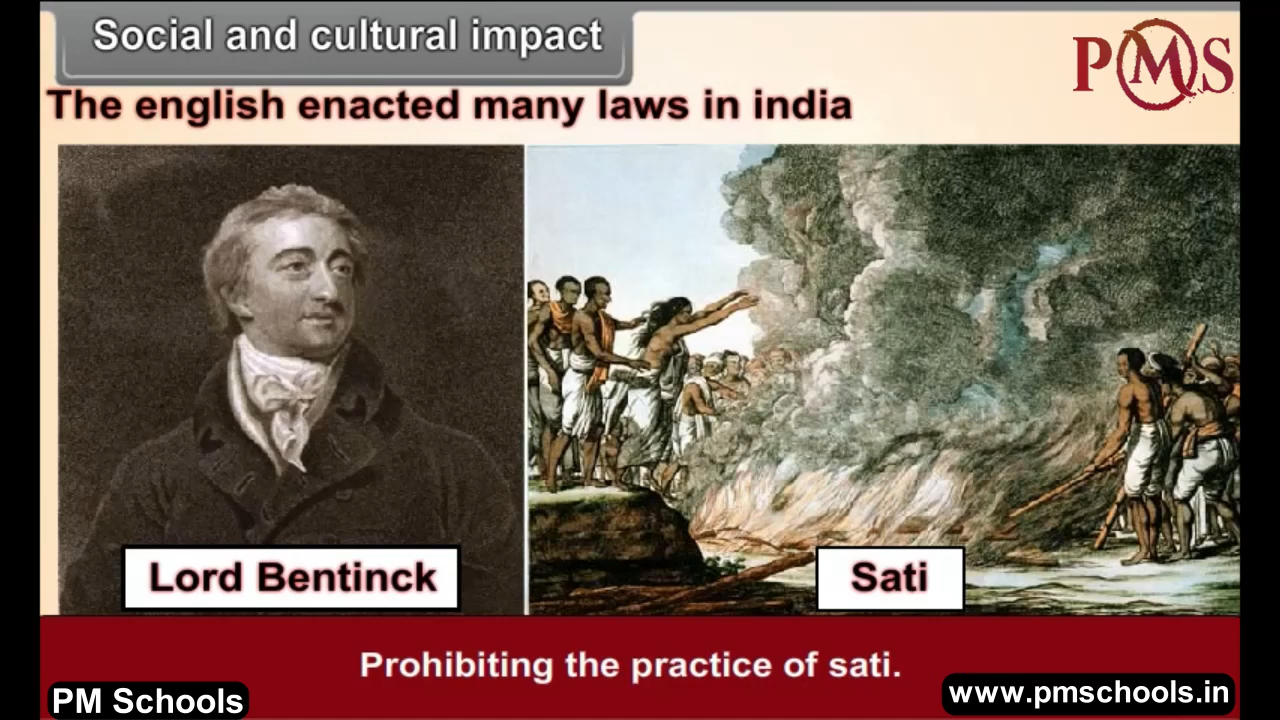 Social and cultural impact
PMS
The english enacted many laws in india
Lord Bentinck
Sati
Prohibiting the practice of sati.
PM Schools
www.pmschools.in